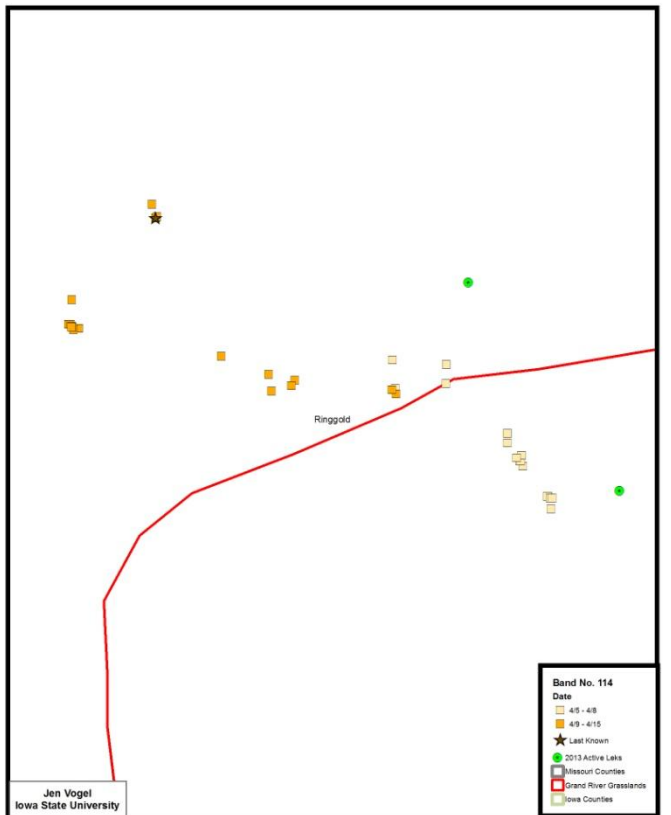 Ringgold
Band No. 114
Date
4/5 - 4/8
4/9 - 4/15
Last Known
2013 Active Leks
Missouri Counties
Grand River Grasslands
Iowa Counties
Jen Vogel
Iowa State University